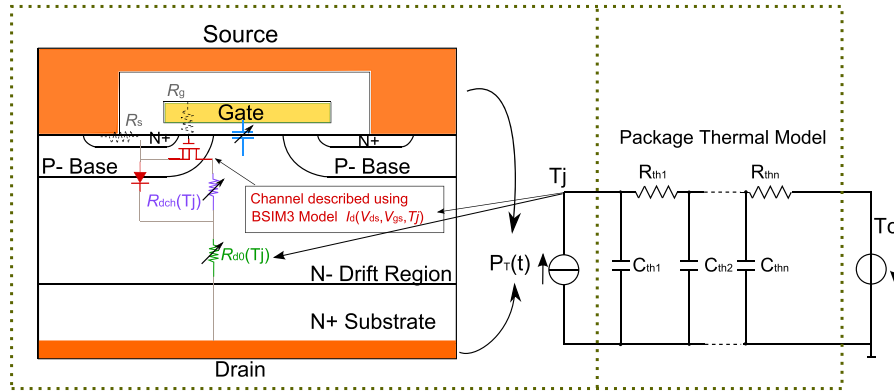 Source
Rg
Gate
Rs
N+
N+
P- Base
P- Base
Rdch(Tj)
Channel described using
BSIM3 Model Id(Vds,Vgs,Tj)
Rd0(Tj)
N- Drift Region
N+ Substrate
Drain
PT(t)
Package Thermal Model
Tj
Rth1
Rthn
Cth1
Cth2
Cthn